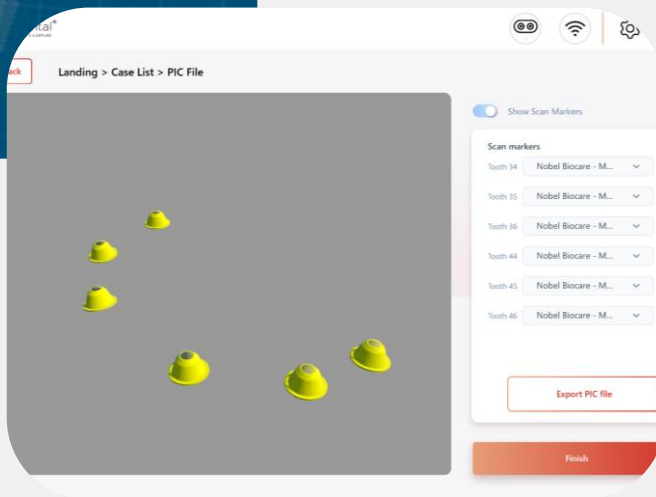 Landing > Case List > PIC File
Show Scan Markers
Scan markers
Tooth 34 Nobel Biocare - M...
Tooth 35 Nobel Biocare - M...
Tooth 36 Nobel Biocare - M...
Tooth 44 Nobel Biocare - M...
Tooth 45 Nobel Biocare - M...
Tooth 46 Nobel Biocare - M...
Export PIC file
Finish